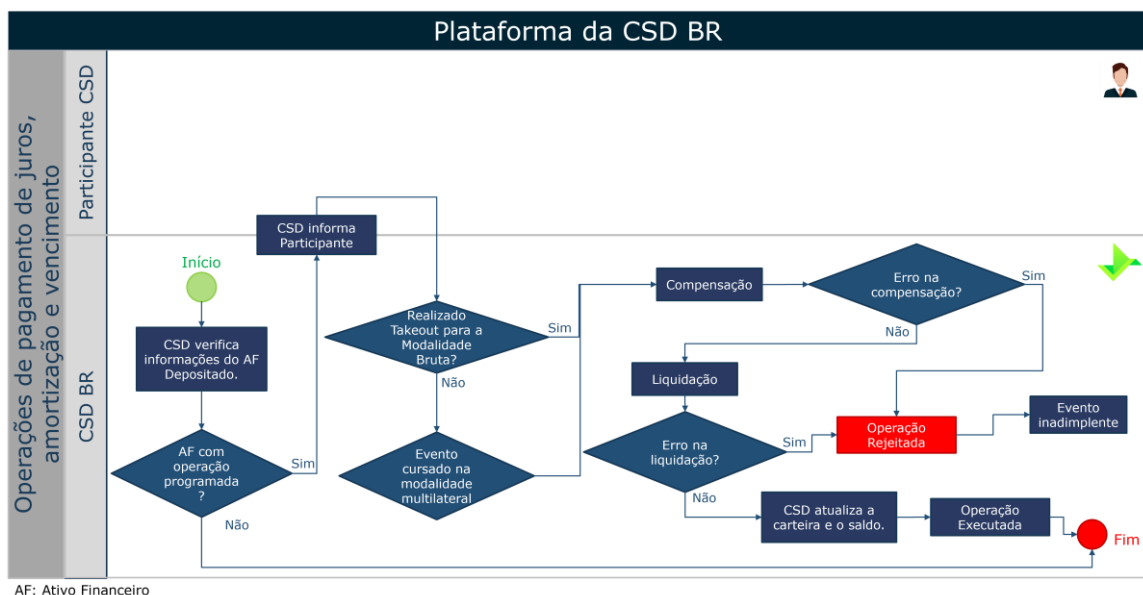 Plataforma da CSD BR
Operações de pagamento de juros,
amortização e vencimento
Participante CSD
CSD BR
CSD informa
Participante
Início
CSD verifica
informações do AF
Depositado.
AF com
operação
programada
?
Sim
Não
Realizado
Takeout para a
Modalidade
Bruta?
Sim
Não
Evento
cursado na
modalidade
multilateral
Compensação
Erro na
compensação?
Sim
Não
Liquidação
Erro na
liquidação?
Sim
Não
Operação
Rejeitada
Evento
inadimplente
CSD atualiza a
carteira e o saldo.
Operação
Executada
Fim
AF: Ativo Financeiro